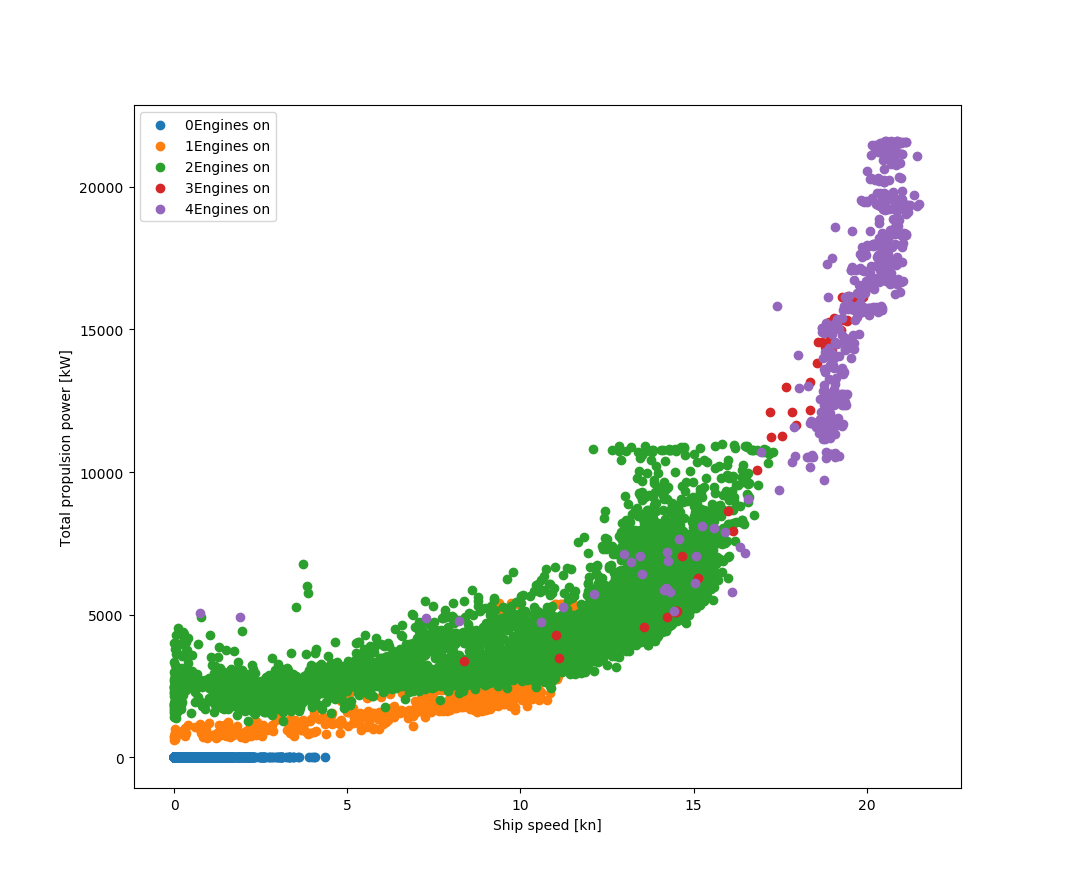 0Engines on
1Engines on
2Engines on
3Engines on
4Engines on
20000
15000
10000
5000
0
Total propulsion power [kW]
0 5 10 15 20
Ship speed [kn]